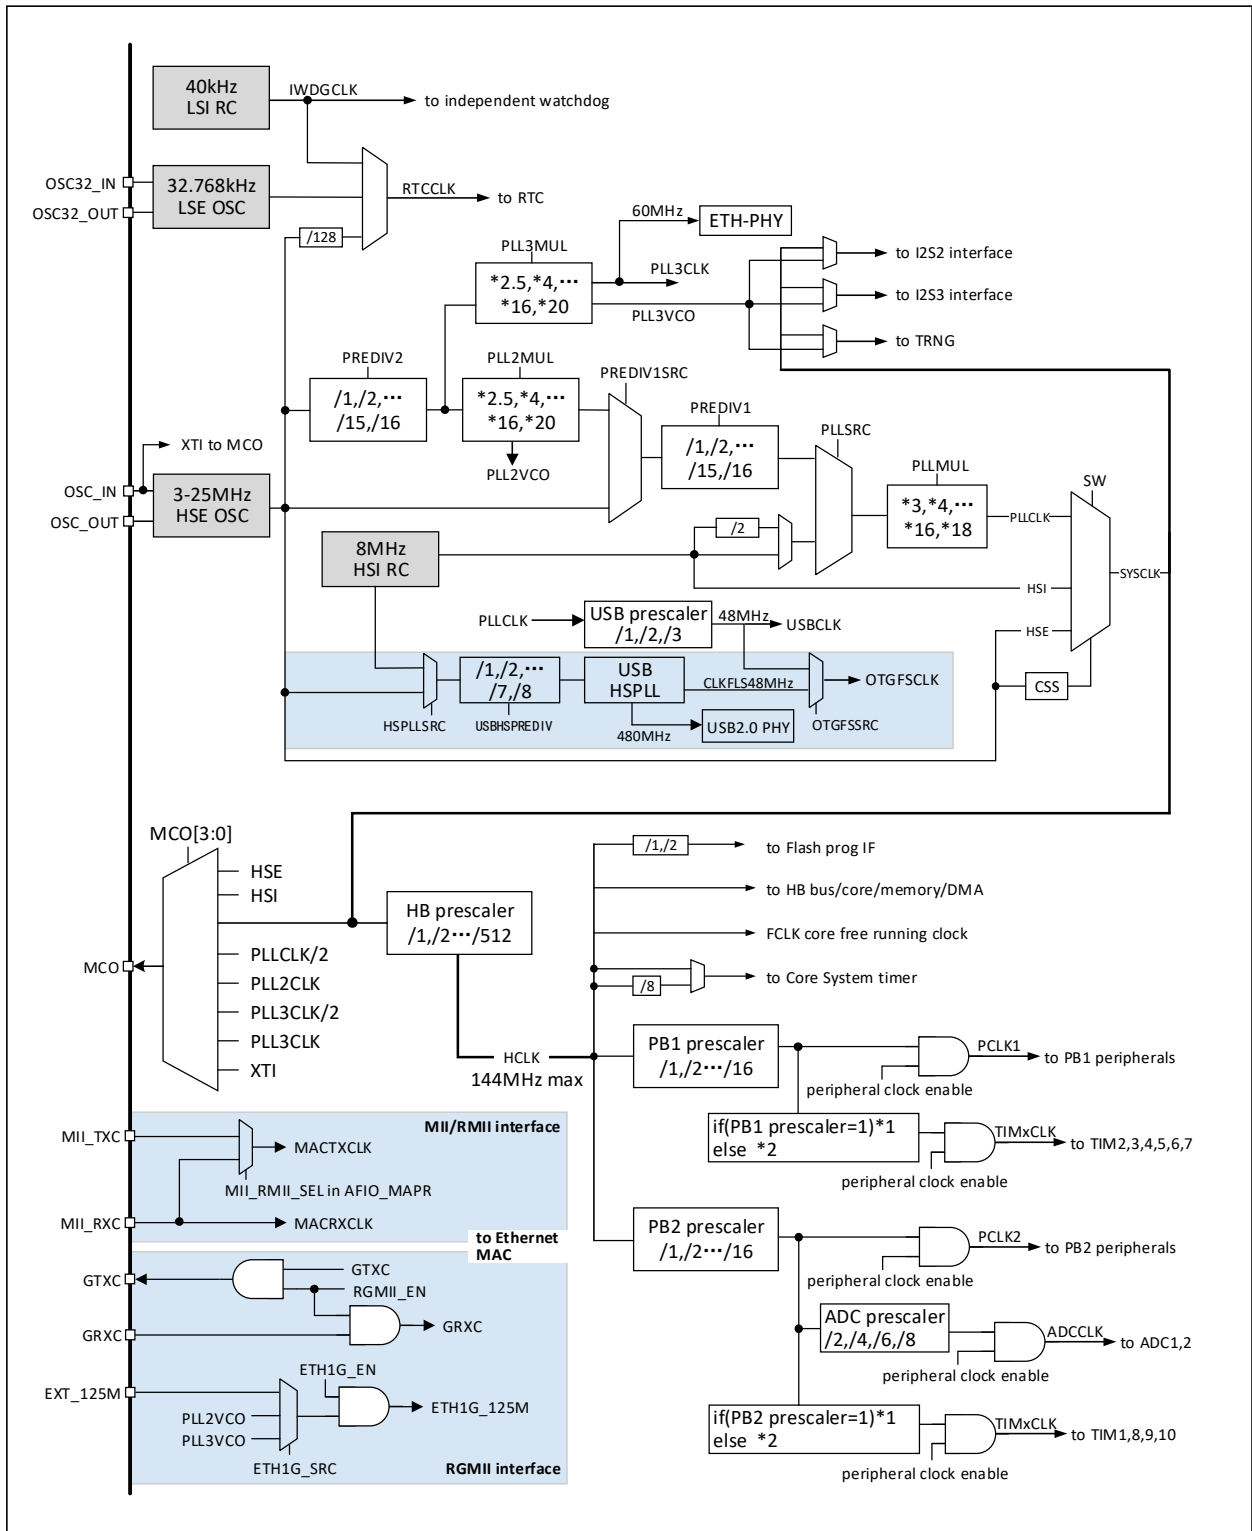 40kHz
LSI RC
IWDGCLK
to independent watchdog
OSC32_IN
OSC32_OUT
32.768kHz
LSE OSC
RTCCLK
to RTC
/128
60MHz
ETH-PHY
PLL3MUL
*2.5,*4,···
*16,*20
PLL3CLK
PLL3VCO
to I2S2 interface
to I2S3 interface
to TRNG
PREDIV2
/1,/2,···
/15,/16
PLL2MUL
*2.5,*4,···
*16,*20
PLL2VCO
PREDIV1SRC
PREDIV1
/1,/2,···
/15,/16
PLLSRC
PLLMUL
*3,*4,···
*16,*18
PLLCLK
SW
SYSCLK
XTI to MCO
OSC_IN
OSC_OUT
3-25MHz
HSE OSC
8MHz
HSI RC
/2
HSI
HSE
CSS
PLLCLK
USB prescaler
/1,/2,/3
48MHz
USBCLK
HSPLLSRC
/1,/2,···
/7,/8
USBHSPREDIV
USB
HSPLL
CLKFLS48MHz
480MHz
USB2.0 PHY
OTGFSCLK
OTGFSSRC
MCO[3:0]
HSE
HSI
PLLCLK/2
PLL2CLK
PLL3CLK/2
PLL3CLK
XTI
MCO
HB prescaler
/1,/2···/512
HCLK
144MHz max
/1,/2
to Flash prog IF
to HB bus/core/memory/DMA
FCLK core free running clock
/8
to Core System timer
PB1 prescaler
/1,/2···/16
PCLK1
to PB1 peripherals
peripheral clock enable
if(PB1 prescaler=1)*1
else *2
TIMxCLK
to TIM2,3,4,5,6,7
peripheral clock enable
PB2 prescaler
/1,/2···/16
PCLK2
to PB2 peripherals
peripheral clock enable
ADC prescaler
/2,/4,/6,/8
ADCCLK
to ADC1,2
peripheral clock enable
if(PB2 prescaler=1)*1
else *2
TIMxCLK
to TIM1,8,9,10
peripheral clock enable
MII/RMII interface
MII_TXC
MACTXCLK
MII_RMII_SEL in AFIO_MAPR
MII_RXC
MACRXCLK
to Ethernet
MAC
GTXC
GTXC
RGMII_EN
GRXC
GRXC
ETH1G_EN
EXT_125M
PLL2VCO
PLL3VCO
ETH1G_125M
ETH1G_SRC
RGMII interface